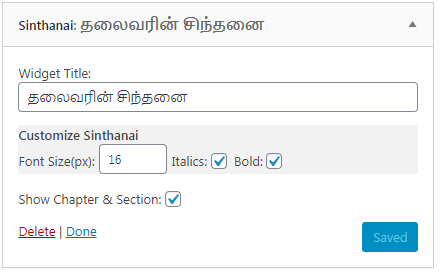 Sinthanai: தலைவரின் சிந்தனை
Widget Title:
தலைவரின் சிந்தனை
Customize Sinthanai
Font Size(px): 16 Italics: Bold:
Show Chapter & Section:
Delete | Done
Saved